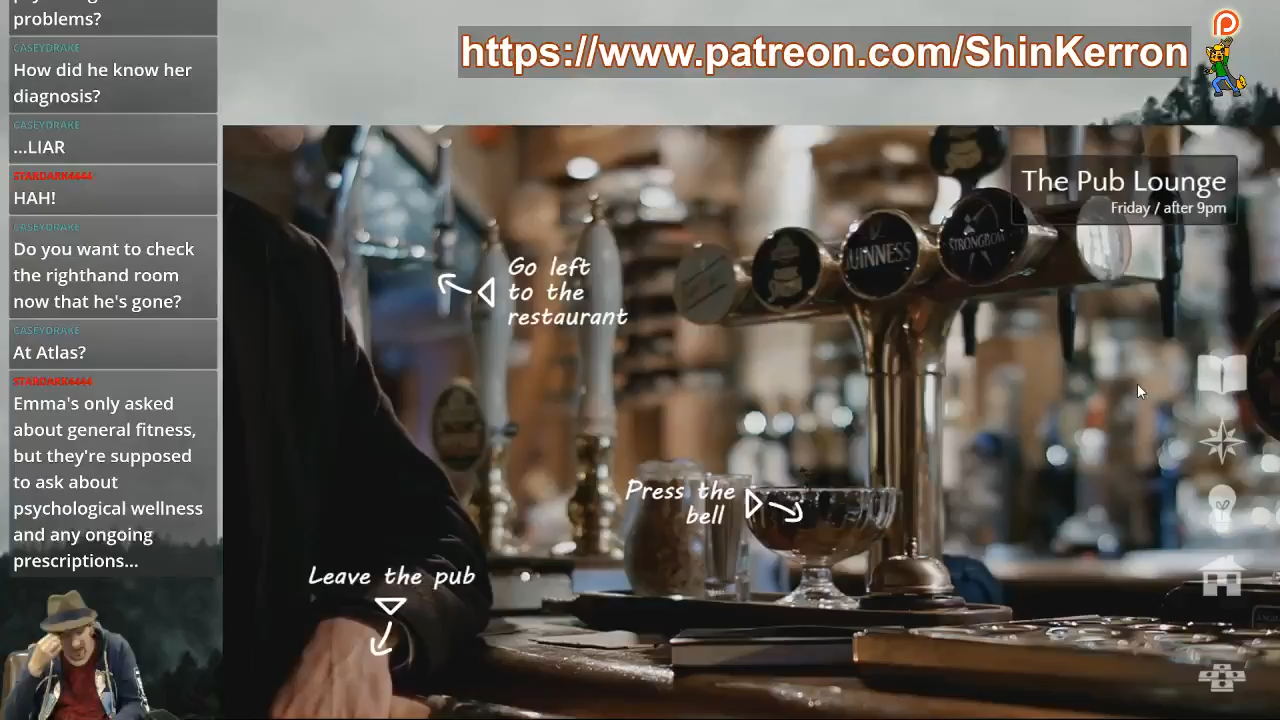 problems?
CASEYDRAKE
How did he know her
diagnosis?
CASEYDRAKE
...LIAR
STARDARK4444
HAH!
CASEYDRAKE
Do you want to check
the righthand room
now that he's gone?
CASEYDRAKE
At Atlas?
STARDARK4444
Emma's only asked
about general fitness,
but they're supposed
to ask about
psychological wellness
and any ongoing
prescriptions...
https://www.patreon.com/ShinKerron
The Pub Lounge
Friday / after 9pm
GUINNESS
STRONGBOW
Go left
to the
restaurant
Press the
bell
Leave the pub